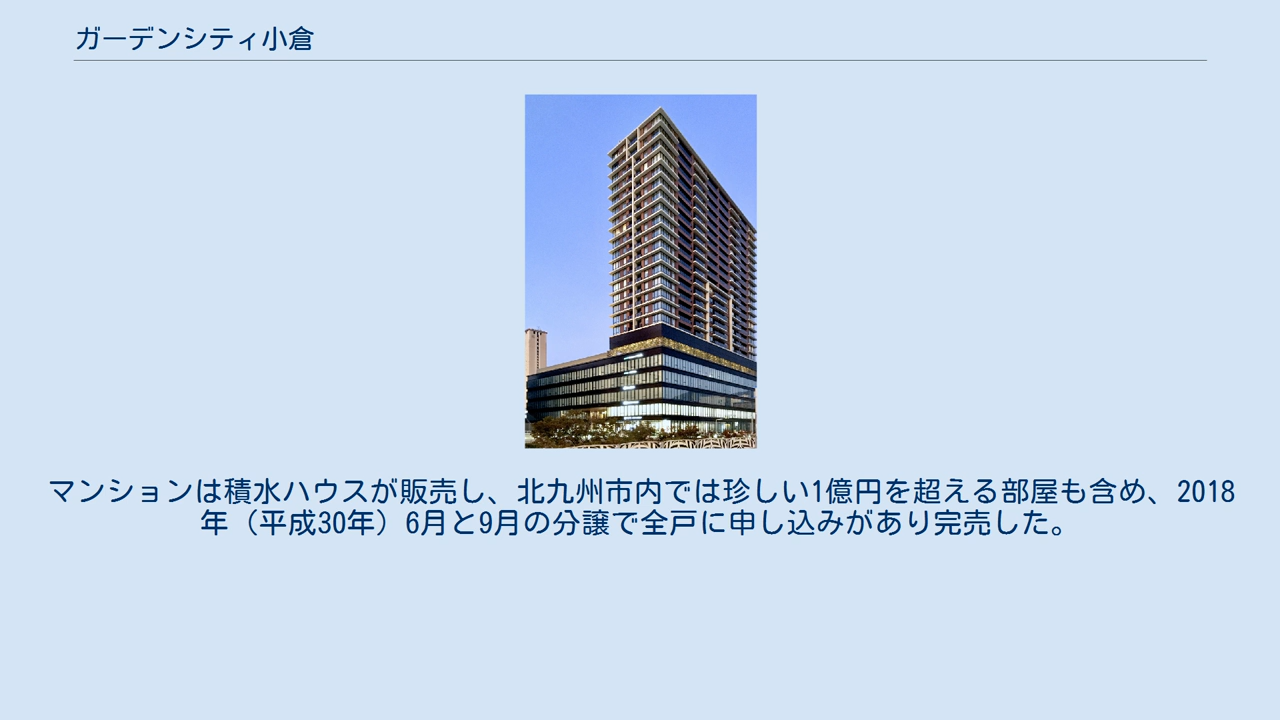 ガーデンシティ小倉
マンションは積水ハウスが販売し、北九州市内では珍しい1億円を超える部屋も含め、2018
年（平成30年）6月と9月の分譲で全戸に申し込みがあり完売した。